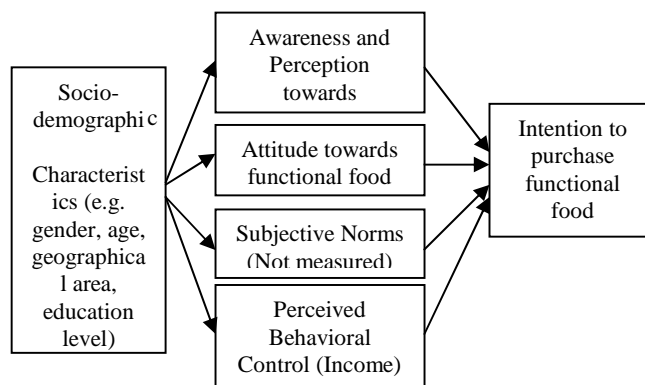 Socio-
demographic
Characterist
ics (e.g.
gender, age,
geographica
l area,
education
level)
Awareness and
Perception
towards
Attitude towards
functional food
Subjective Norms
(Not measured)
Perceived
Behavioral
Control (Income)
Intention to
purchase
functional
food